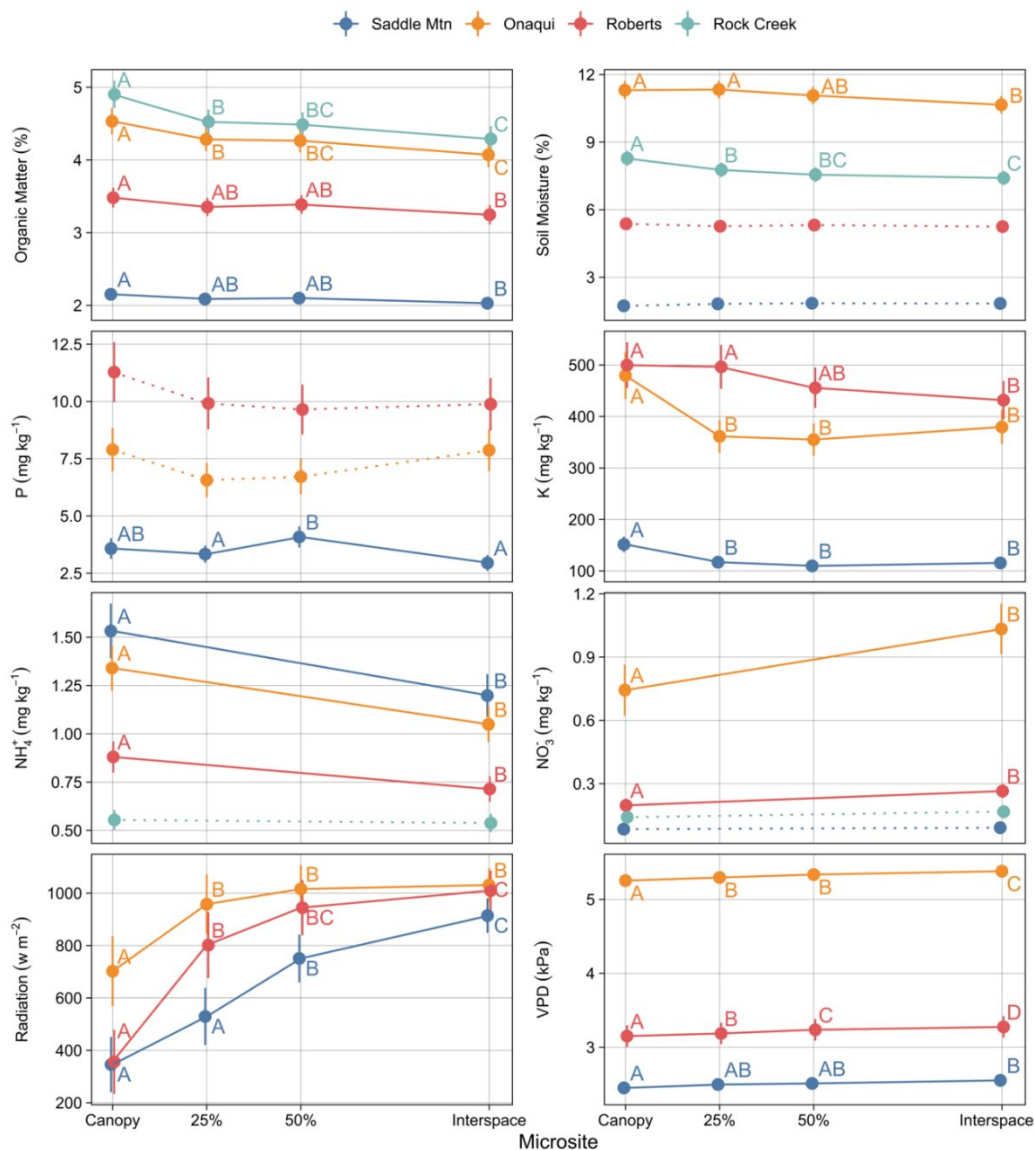 Saddle Mtn Onaqui Roberts Rock Creek
Organic Matter (%)
5
4
3
2
A B BC C
A B BC C
A AB AB B
A AB AB B
Soil Moisture (%)
12
9
6
3
A A AB B
A B BC C
P (mg kg⁻¹)
12.5
10.0
7.5
5.0
2.5
AB A B A
K (mg kg⁻¹)
500
400
300
200
100
A A AB B
A B B B
A B B B
NH₄⁺ (mg kg⁻¹)
1.50
1.25
1.00
0.75
0.50
A B
A B
A B
NO₃⁻ (mg kg⁻¹)
1.2
0.9
0.6
0.3
A B
A B
Radiation (w m⁻²)
1000
800
600
400
200
A B B B
A B BC C
A A B C
VPD (kPa)
5
4
3
A B B C
A B C D
A AB AB B
Canopy 25% 50% Interspace
Canopy 25% 50% Interspace
Microsite